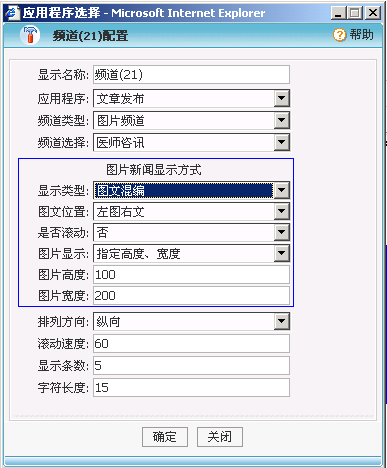 应用程序选择 - Microsoft Internet Explorer
频道(21)配置
帮助
显示名称: 频道(21)
应用程序: 文章发布
频道类型: 图片频道
频道选择: 医师咨讯
图片新闻显示方式
显示类型: 图文混编
图文位置: 左图右文
是否滚动: 否
图片显示: 指定高度、宽度
图片高度: 100
图片宽度: 200
排列方向: 纵向
滚动速度: 60
显示条数: 5
字符长度: 15
确定 关闭